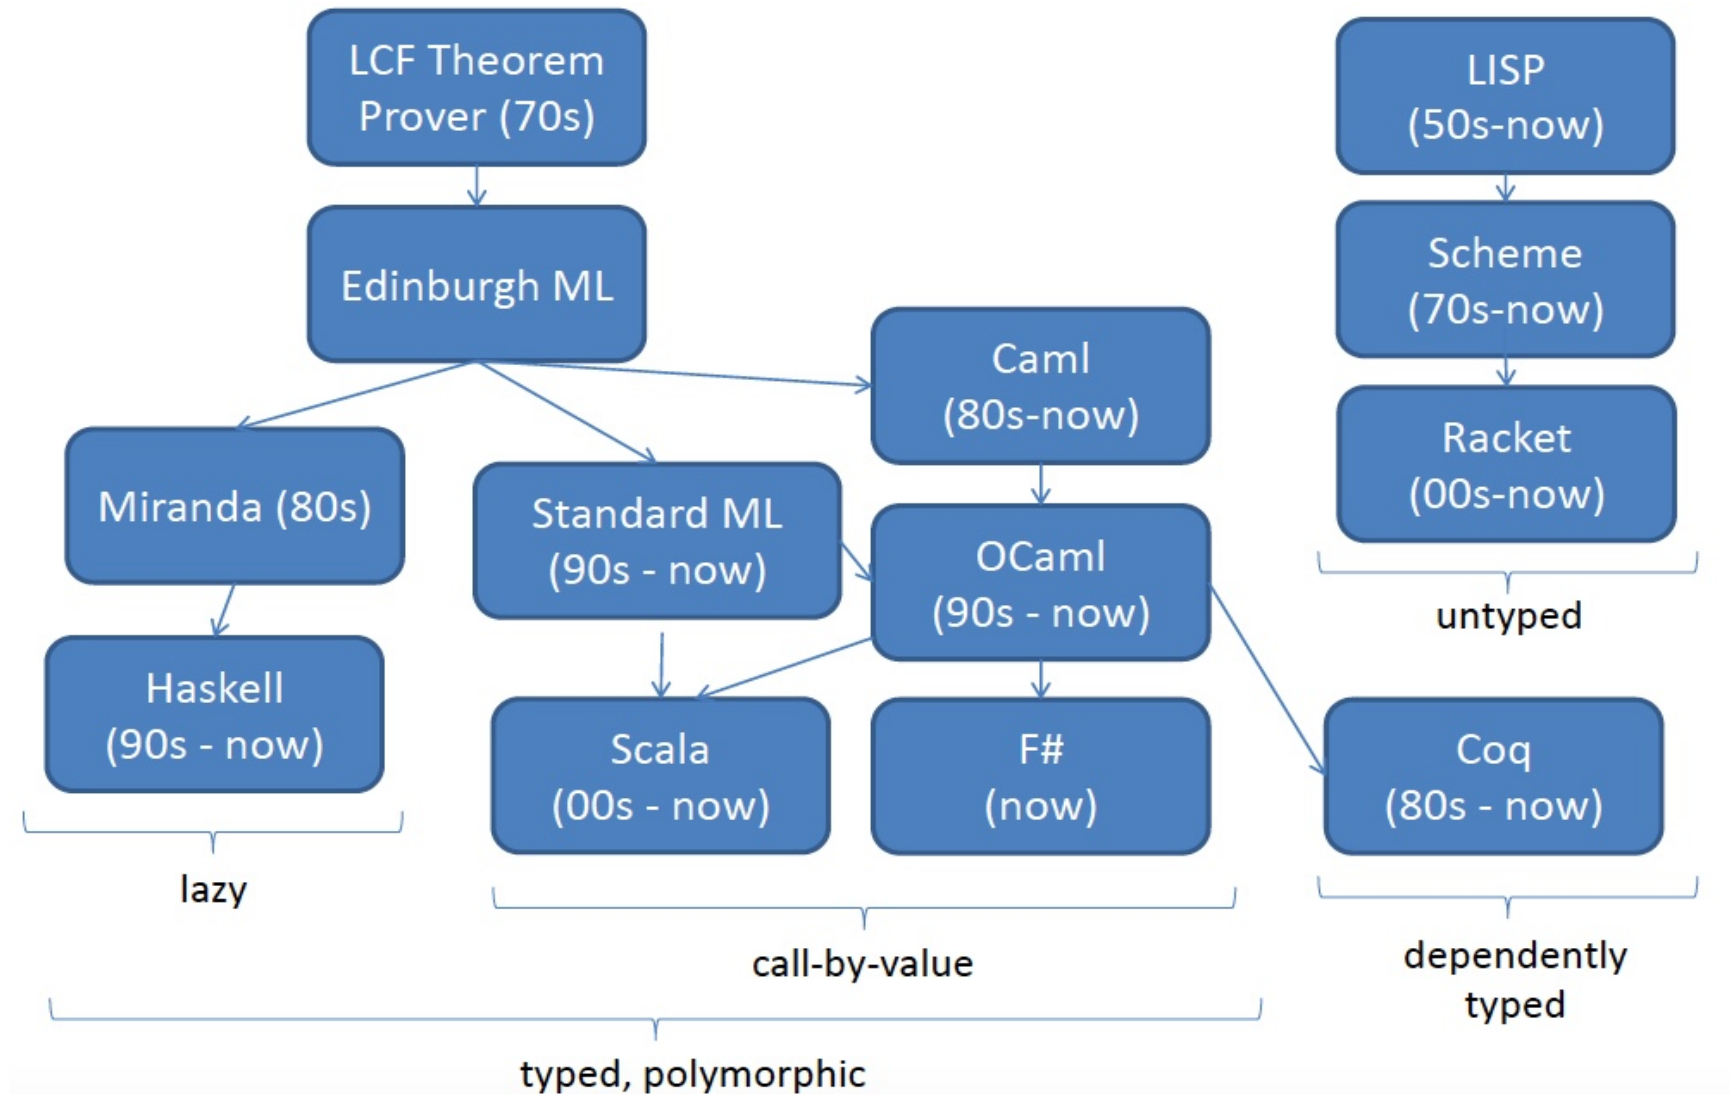 LCF Theorem
Prover (70s)
LISP
(50s-now)
Edinburgh ML
Scheme
(70s-now)
Caml
(80s-now)
Racket
(00s-now)
Miranda (80s)
Standard ML
(90s - now)
OCaml
(90s - now)
untyped
Haskell
(90s - now)
Scala
(00s - now)
F#
(now)
Coq
(80s - now)
lazy
call-by-value
dependently
typed
typed, polymorphic